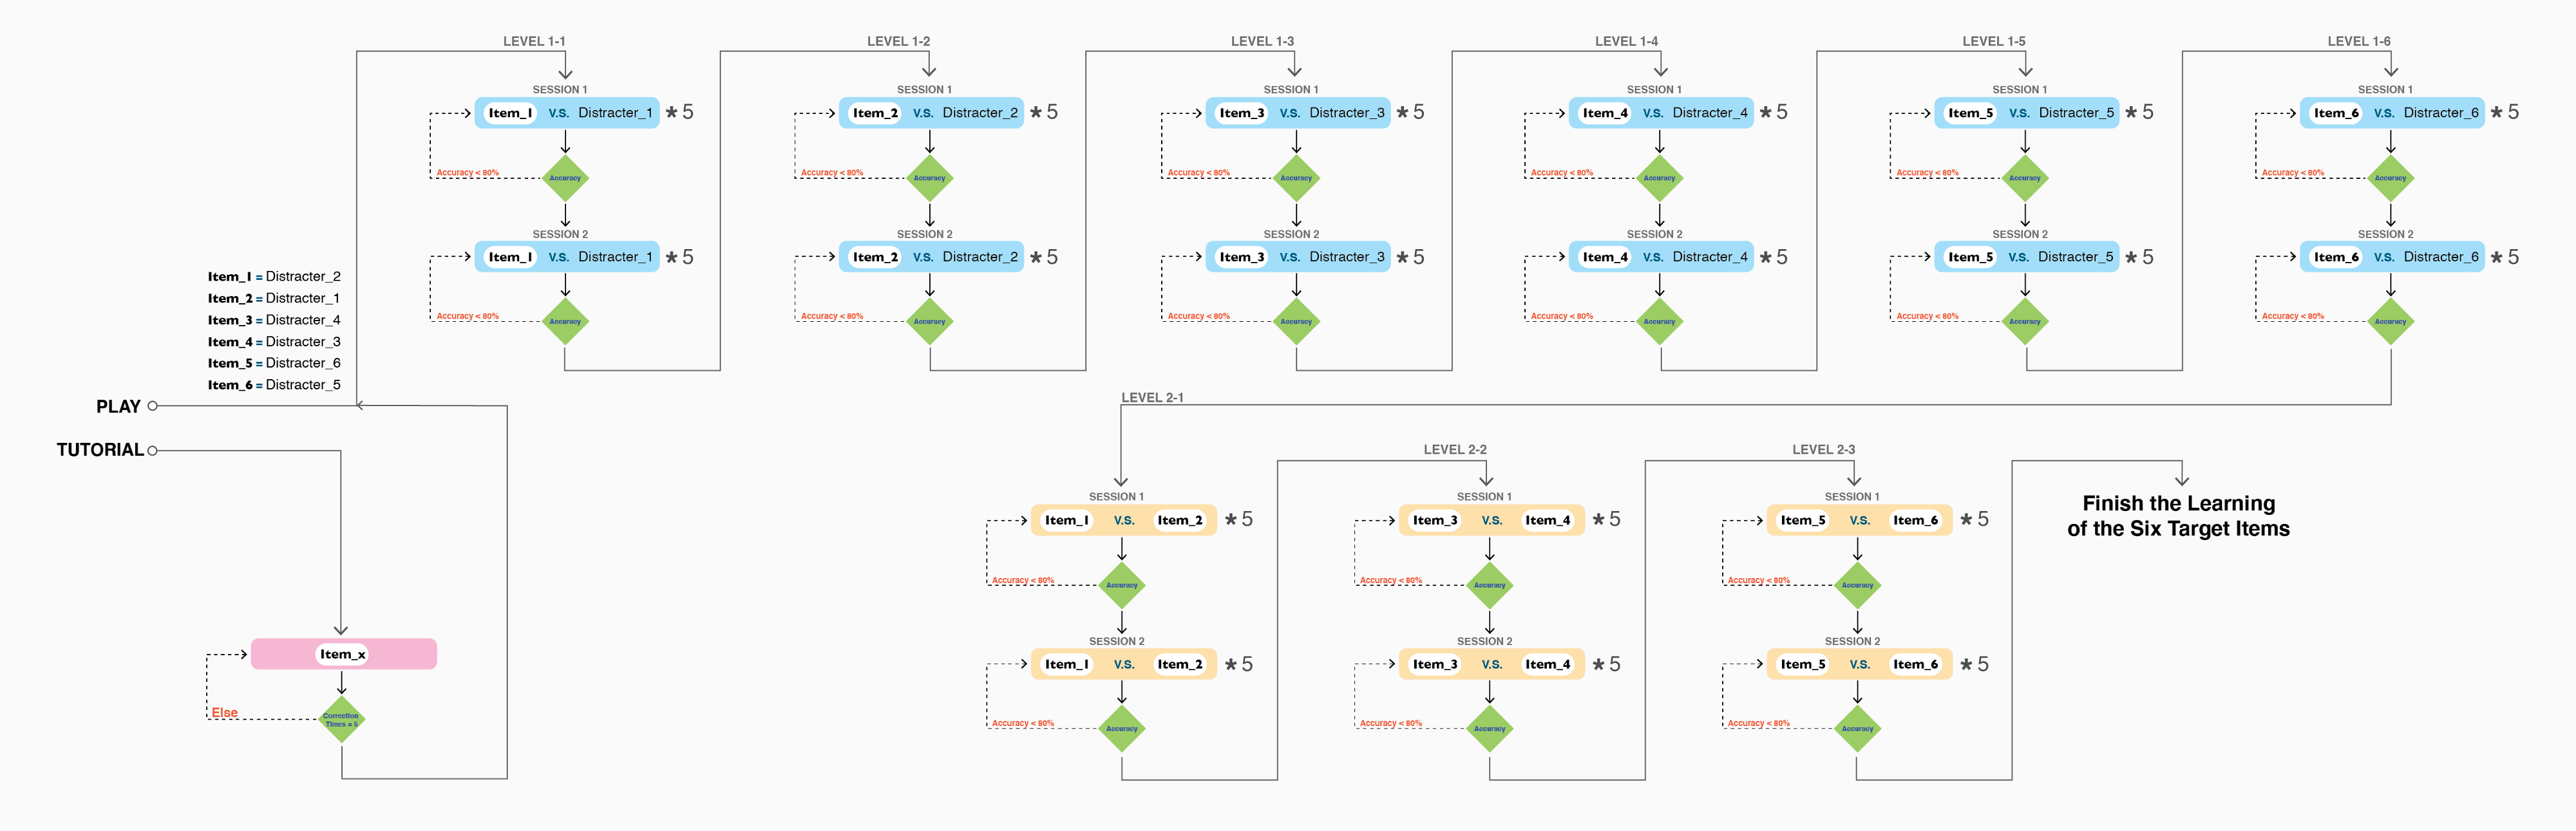 LEVEL 1-1
SESSION 1
Item_1 V.S. Distracter_1 * 5
Accuracy < 80% Accuracy
SESSION 2
Item_1 V.S. Distracter_1 * 5
Accuracy < 80% Accuracy
LEVEL 1-2
SESSION 1
Item_2 V.S. Distracter_2 * 5
Accuracy < 80% Accuracy
SESSION 2
Item_2 V.S. Distracter_2 * 5
Accuracy < 80% Accuracy
LEVEL 1-3
SESSION 1
Item_3 V.S. Distracter_3 * 5
Accuracy < 80% Accuracy
SESSION 2
Item_3 V.S. Distracter_3 * 5
Accuracy < 80% Accuracy
LEVEL 1-4
SESSION 1
Item_4 V.S. Distracter_4 * 5
Accuracy < 80% Accuracy
SESSION 2
Item_4 V.S. Distracter_4 * 5
Accuracy < 80% Accuracy
LEVEL 1-5
SESSION 1
Item_5 V.S. Distracter_5 * 5
Accuracy < 80% Accuracy
SESSION 2
Item_5 V.S. Distracter_5 * 5
Accuracy < 80% Accuracy
LEVEL 1-6
SESSION 1
Item_6 V.S. Distracter_6 * 5
Accuracy < 80% Accuracy
SESSION 2
Item_6 V.S. Distracter_6 * 5
Accuracy < 80% Accuracy
Item_1 = Distracter_2
Item_2 = Distracter_1
Item_3 = Distracter_4
Item_4 = Distracter_3
Item_5 = Distracter_6
Item_6 = Distracter_5
PLAY
TUTORIAL
Item_x
Else
Correction
Times = 5
LEVEL 2-1
SESSION 1
Item_1 V.S. Item_2 * 5
Accuracy < 80% Accuracy
SESSION 2
Item_1 V.S. Item_2 * 5
Accuracy < 80% Accuracy
LEVEL 2-2
SESSION 1
Item_3 V.S. Item_4 * 5
Accuracy < 80% Accuracy
SESSION 2
Item_3 V.S. Item_4 * 5
Accuracy < 80% Accuracy
LEVEL 2-3
SESSION 1
Item_5 V.S. Item_6 * 5
Accuracy < 80% Accuracy
SESSION 2
Item_5 V.S. Item_6 * 5
Accuracy < 80% Accuracy
Finish the Learning
of the Six Target Items